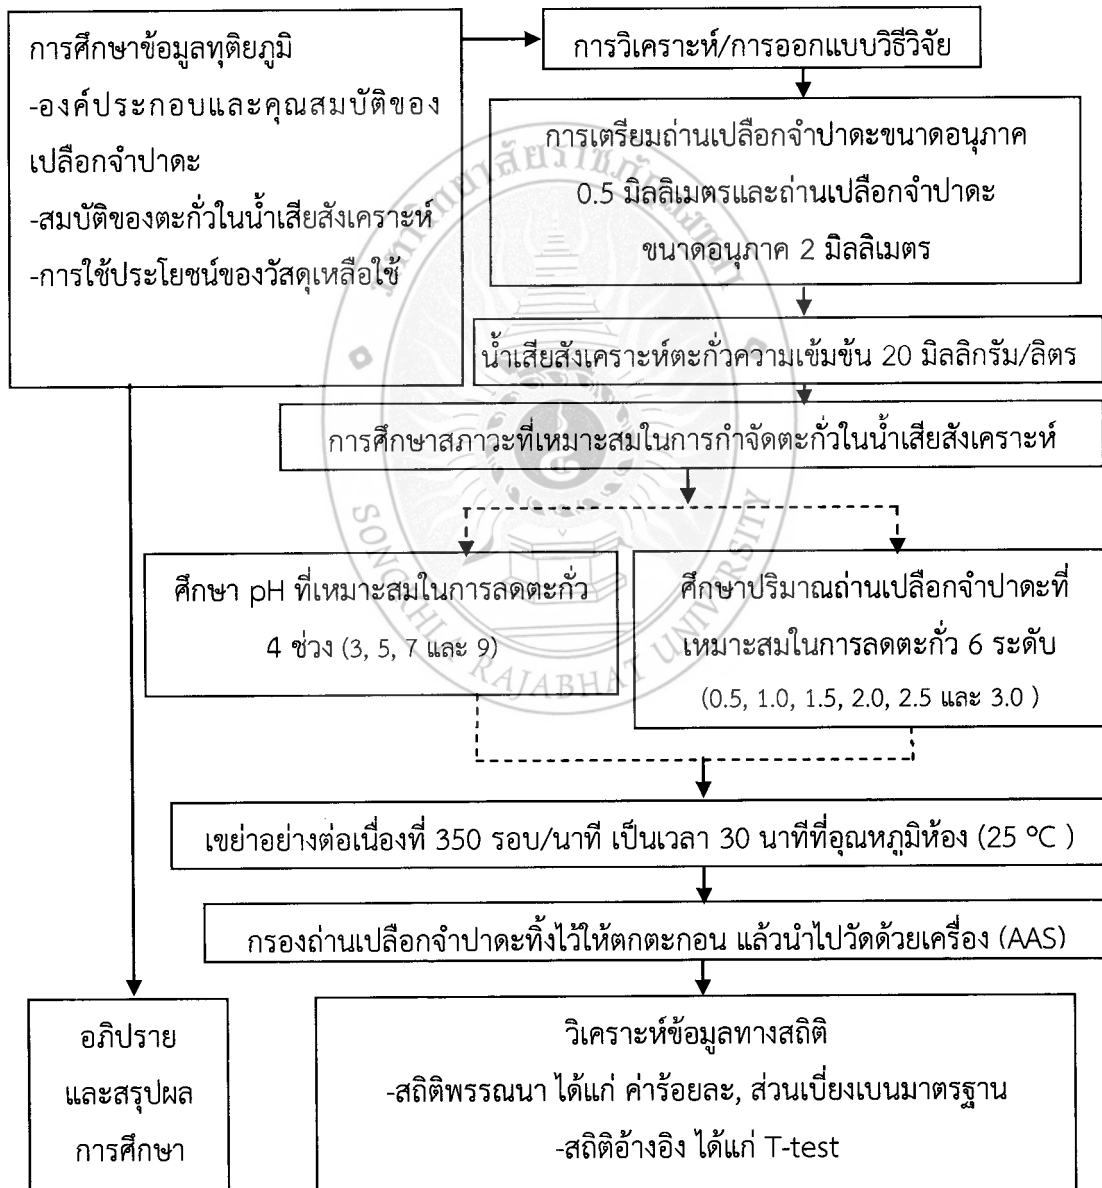 การศึกษาข้อมูลทุติยภูมิ
-องค์ประกอบและคุณสมบัติของ
เปลือกจำปาดะ
-สมบัติของตะกั่วในน้ำเสียสังเคราะห์
-การใช้ประโยชน์ของวัสดุเหลือใช้
การวิเคราะห์/การออกแบบวิธีวิจัย
การเตรียมถ่านเปลือกจำปาดะขนาดอนุภาค
0.5 มิลลิเมตรและถ่านเปลือกจำปาดะ
ขนาดอนุภาค 2 มิลลิเมตร
น้ำเสียสังเคราะห์ตะกั่วความเข้มข้น 20 มิลลิกรัม/ลิตร
การศึกษาสภาวะที่เหมาะสมในการกำจัดตะกั่วในน้ำเสียสังเคราะห์
ศึกษา pH ที่เหมาะสมในการลดตะกั่ว
4 ช่วง (3, 5, 7 และ 9)
ศึกษาปริมาณถ่านเปลือกจำปาดะที่
เหมาะสมในการลดตะกั่ว 6 ระดับ
(0.5, 1.0, 1.5, 2.0, 2.5 และ 3.0 )
เขย่าอย่างต่อเนื่องที่ 350 รอบ/นาที เป็นเวลา 30 นาทีที่อุณหภูมิห้อง (25 °C )
กรองถ่านเปลือกจำปาดะทิ้งไว้ให้ตกตะกอน แล้วนำไปวัดด้วยเครื่อง (AAS)
อภิปราย
และสรุปผล
การศึกษา
วิเคราะห์ข้อมูลทางสถิติ
-สถิติพรรณนา ได้แก่ ค่าร้อยละ, ส่วนเบี่ยงเบนมาตรฐาน
-สถิติอ้างอิง ได้แก่ T-test
SONGKHLA RAJABHAT UNIVERSITY